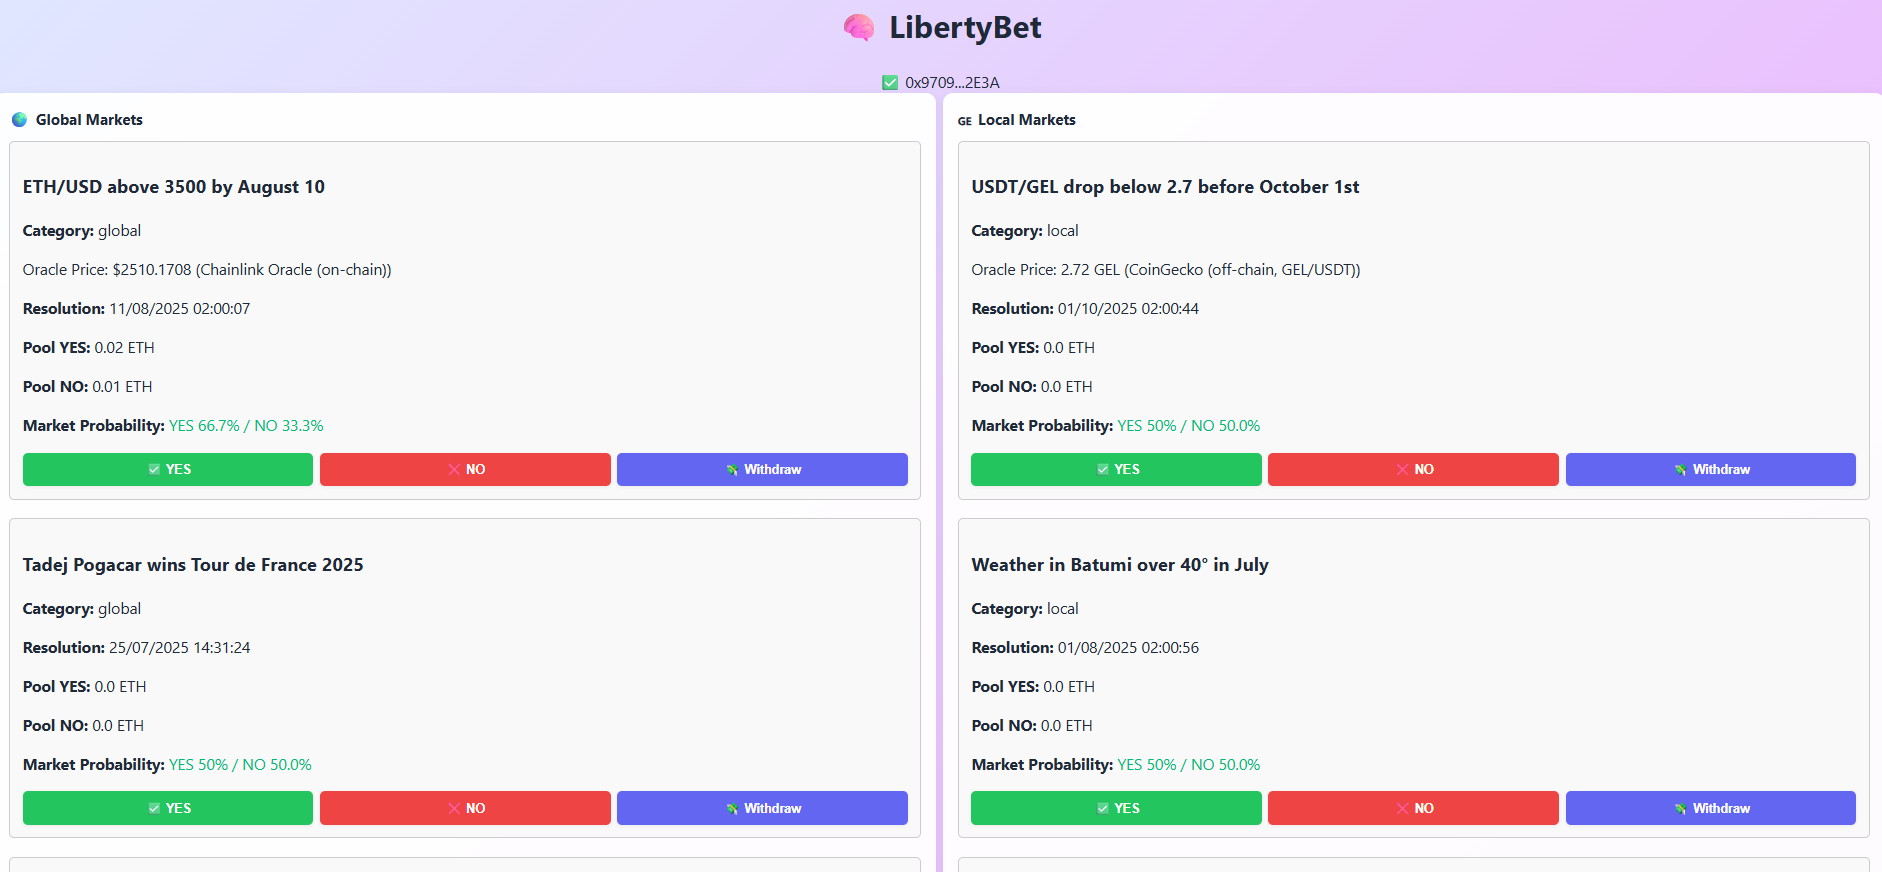 LibertyBet
0x9709...2E3A
Global Markets
ETH/USD above 3500 by August 10
Category: global
Oracle Price: $2510.1708 (Chainlink Oracle (on-chain))
Resolution: 11/08/2025 02:00:07
Pool YES: 0.02 ETH
Pool NO: 0.01 ETH
Market Probability: YES 66.7% / NO 33.3%
YES NO Withdraw
Tadej Pogacar wins Tour de France 2025
Category: global
Resolution: 25/07/2025 14:31:24
Pool YES: 0.0 ETH
Pool NO: 0.0 ETH
Market Probability: YES 50% / NO 50.0%
YES NO Withdraw
GE Local Markets
USDT/GEL drop below 2.7 before October 1st
Category: local
Oracle Price: 2.72 GEL (CoinGecko (off-chain, GEL/USDT))
Resolution: 01/10/2025 02:00:44
Pool YES: 0.0 ETH
Pool NO: 0.0 ETH
Market Probability: YES 50% / NO 50.0%
YES NO Withdraw
Weather in Batumi over 40° in July
Category: local
Resolution: 01/08/2025 02:00:56
Pool YES: 0.0 ETH
Pool NO: 0.0 ETH
Market Probability: YES 50% / NO 50.0%
YES NO Withdraw